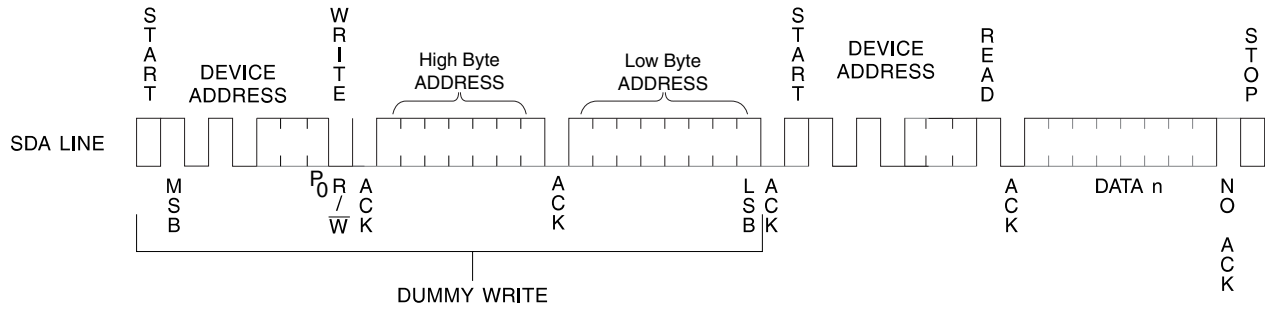 START
WRITE
START
READ
STOP
DEVICE
ADDRESS
High Byte
ADDRESS
Low Byte
ADDRESS
DEVICE
ADDRESS
SDA LINE
MSB
P0
R/W
ACK
ACK
LSB
ACK
ACK
DATA n
NO ACK
DUMMY WRITE